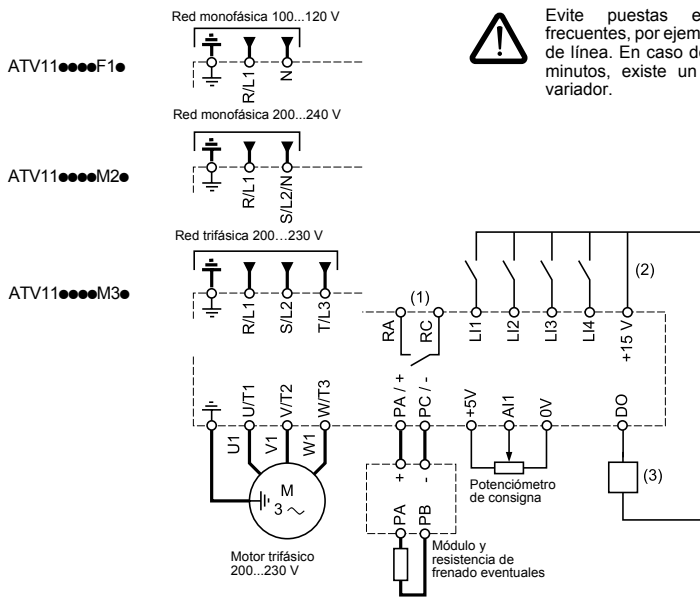 Red monofásica 100...120 V
ATV11●●●●F1●
R/L1
N
Evite puestas
frecuentes, por
de línea. En caso
minutos, existe un
variador.
Red monofásica 200...240 V
ATV11●●●●M2●
R/L1
S/L2/N
Red trifásica 200...230 V
ATV11●●●●M3●
R/L1
S/L2
T/L3
(1)
RA
RC
LI1
LI2
LI3
LI4
+15 V
(2)
U/T1
V/T2
W/T3
PA / +
PC / -
+5V
AI1
0V
DO
U1
V1
W1
M
3 ~
+
-
PA
PB
Potenciómetro
de consigna
(3)
Motor trifásico
200...230 V
Módulo y
resistencia de
frenado eventuales